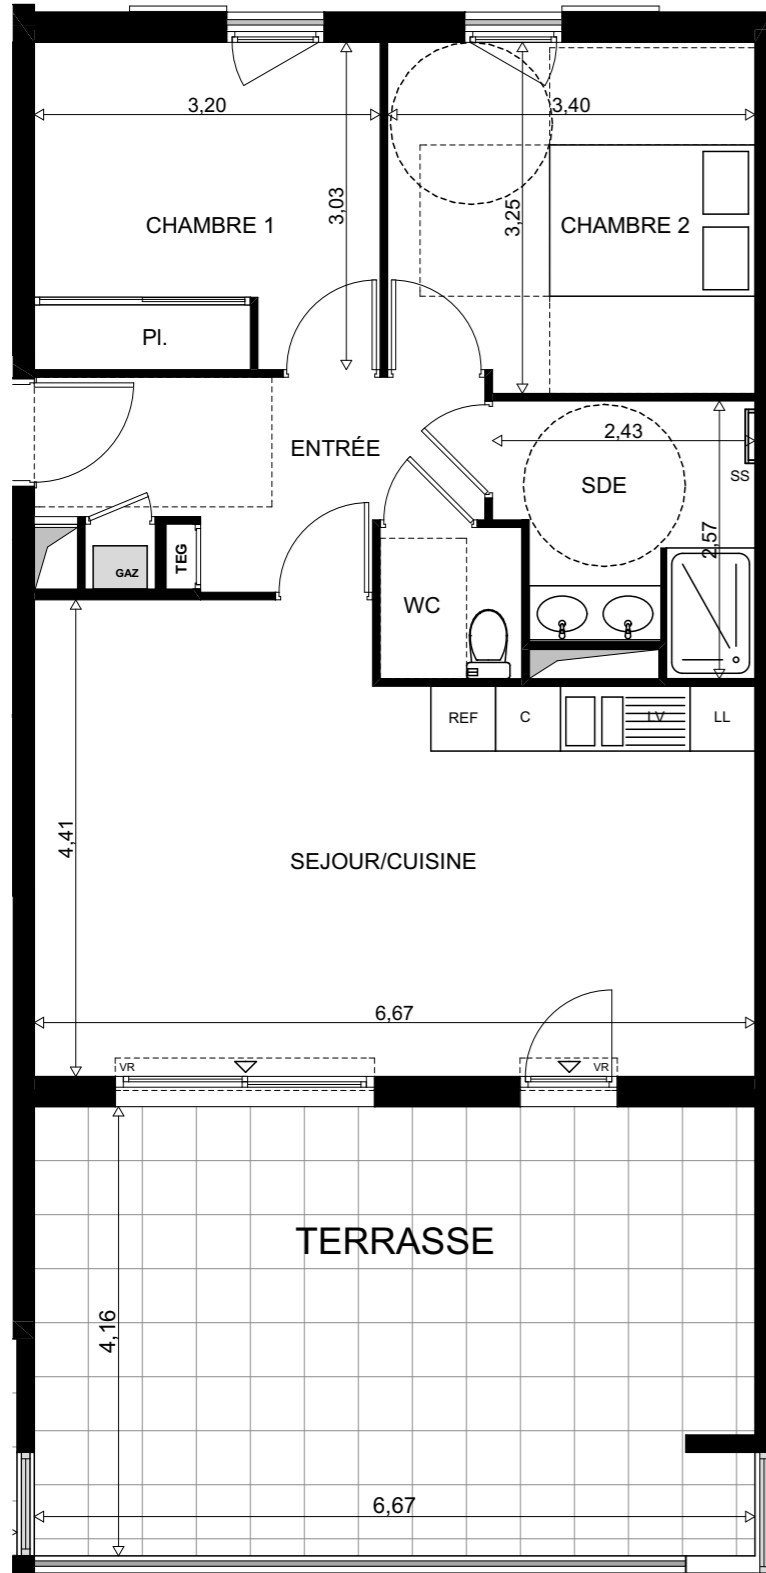 3,20
3,40
3,03
3,25
CHAMBRE 1
CHAMBRE 2
Pl.
ENTRÉE
2,43
SDE
SS
2,57
GAZ
TEG
WC
REF
C
LV
LL
4,41
SEJOUR/CUISINE
6,67
VR
VR
TERRASSE
4,16
6,67